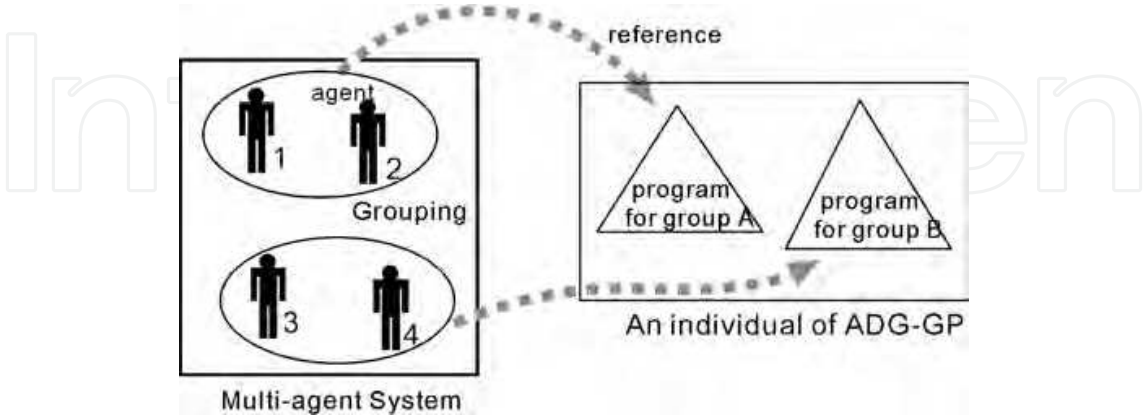 reference
agent
1
2
Grouping
3
4
Multi-agent System
program
for group A
program
for group B
An individual of ADG-GP